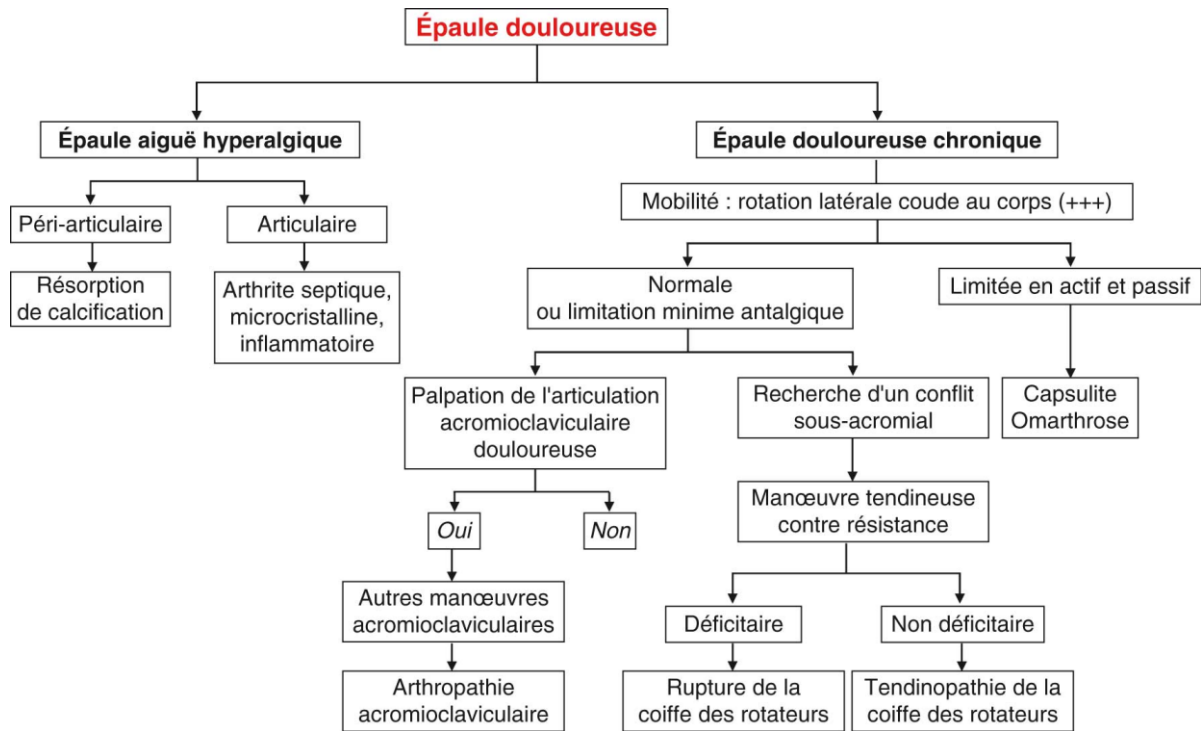 Épaule douloureuse
Épaule aiguë hyperalgique
Épaule douloureuse chronique
Péri-articulaire
Articulaire
Mobilité : rotation latérale coude au corps (+++)
Résorption
de calcification
Arthrite septique,
microcristalline,
inflammatoire
Normale
ou limitation minime antalgique
Limitée en actif et passif
Palpation de l'articulation
acromioclaviculaire
douloureuse
Recherche d'un conflit
sous-acromial
Capsulite
Omarthrose
Oui
Non
Manœuvre tendineuse
contre résistance
Autres manœuvres
acromioclaviculaires
Déficitaire
Non déficitaire
Arthropathie
acromioclaviculaire
Rupture de la
coiffe des rotateurs
Tendinopathie de la
coiffe des rotateurs